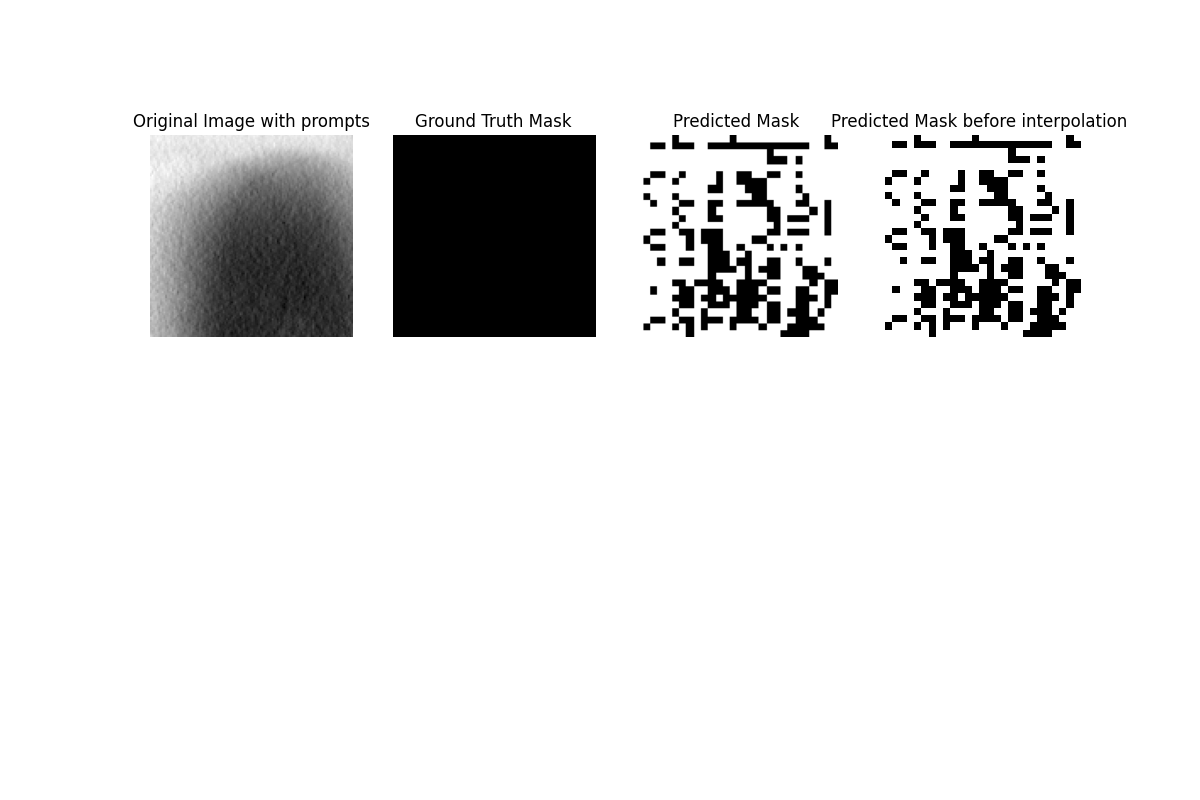 Original Image with prompts
Ground Truth Mask
Predicted Mask
Predicted Mask before interpolation